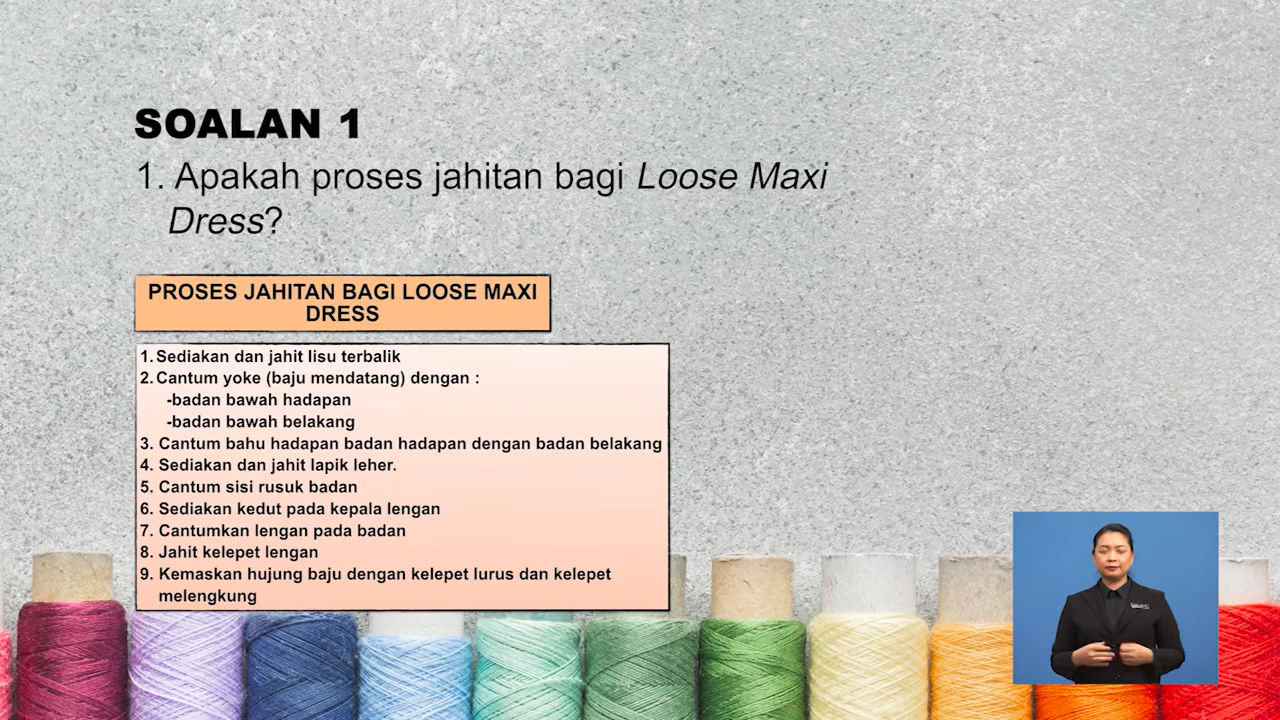 SOALAN 1
1. Apakah proses jahitan bagi Loose Maxi
Dress?
PROSES JAHITAN BAGI LOOSE MAXI
DRESS
1. Sediakan dan jahit lisu terbalik
2. Cantum yoke (baju mendatang) dengan :
-badan bawah hadapan
-badan bawah belakang
3. Cantum bahu hadapan badan hadapan dengan badan belakang
4. Sediakan dan jahit lapik leher.
5. Cantum sisi rusuk badan
6. Sediakan kedut pada kepala lengan
7. Cantumkan lengan pada badan
8. Jahit kelepet lengan
9. Kemaskan hujung baju dengan kelepet lurus dan kelepet
melengkung